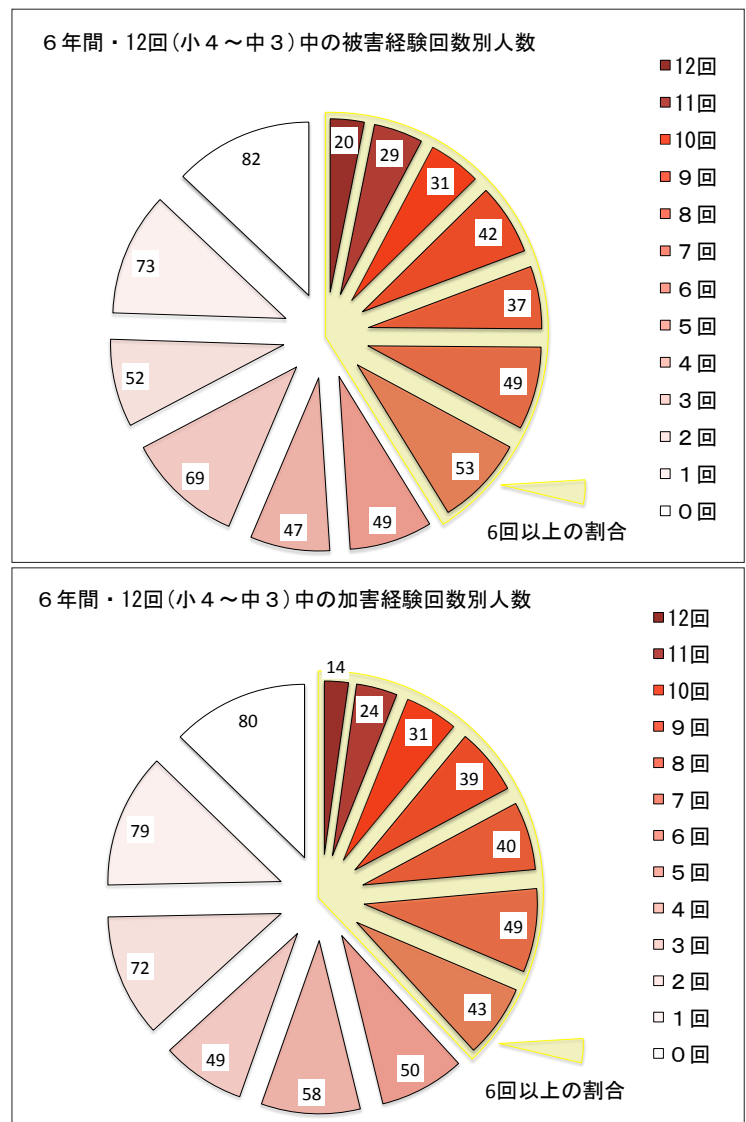 ６年間・12回(小４～中３)中の被害経験回数別人数
20
29
31
42
37
49
53
49
47
69
52
73
82
6回以上の割合
12回
11回
10回
９回
８回
７回
６回
５回
４回
３回
２回
１回
０回
６年間・12回(小４～中３)中の加害経験回数別人数
14
24
31
39
40
49
43
50
58
49
72
79
80
6回以上の割合
12回
11回
10回
９回
８回
７回
６回
５回
４回
３回
２回
１回
０回